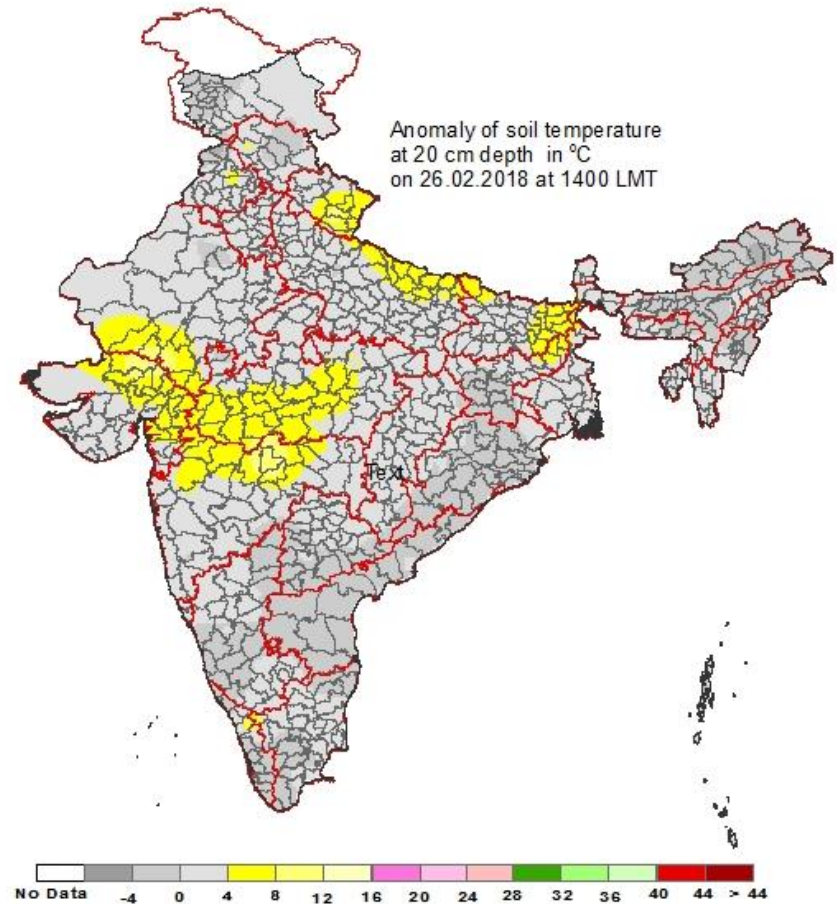 Anomaly of soil temperature
at 20 cm depth in °C
on 26.02.2018 at 1400 LMT
Text
No Data -4 0 4 8 12 16 20 24 28 32 36 40 44 > 44